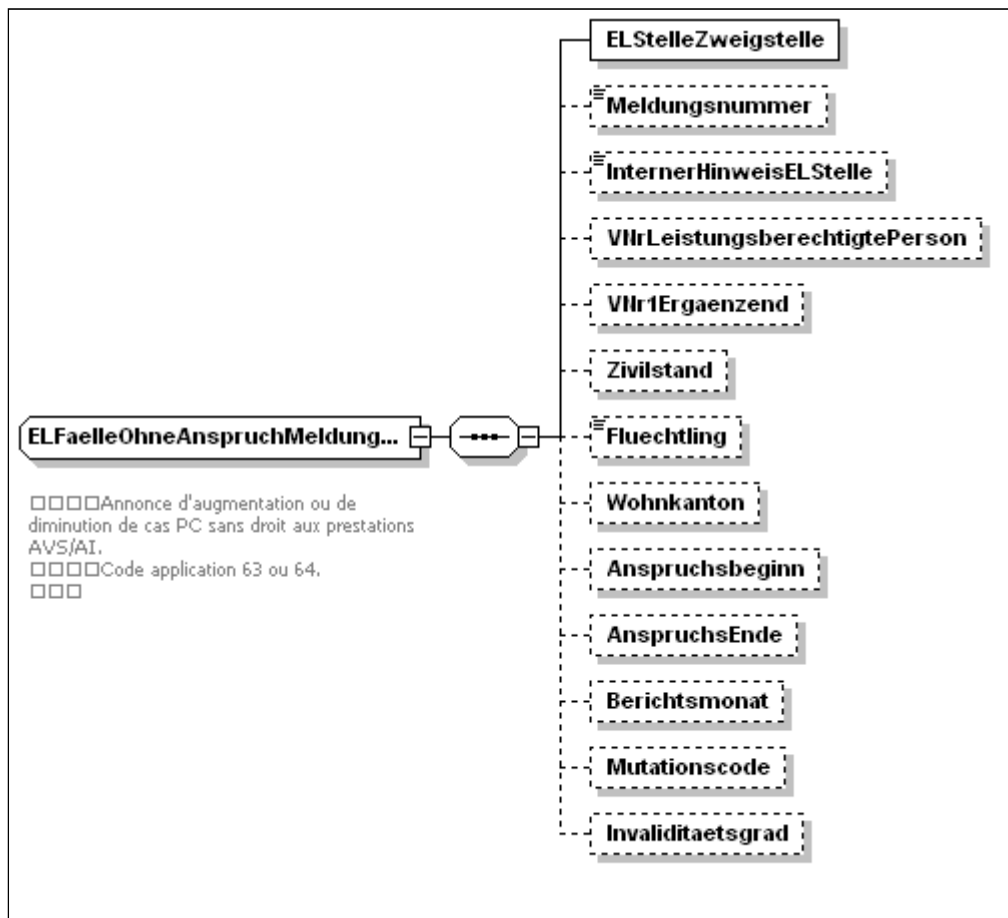 ELStelleZweigstelle
Meldungsnummer
InternerHinweisELStelle
VNrLeistungsberechtigtePerson
VNr1Ergaenzend
Zivilstand
ELFaelleOhneAnspruchMeldung...
Fluechtling
Wohnkanton
Anspruchsbeginn
AnspruchsEnde
Berichtsmonat
Mutationscode
Invaliditaetsgrad
□□□□Annonce d'augmentation ou de
diminution de cas PC sans droit aux prestations
AVS/AI.
□□□□Code application 63 ou 64.
□□□